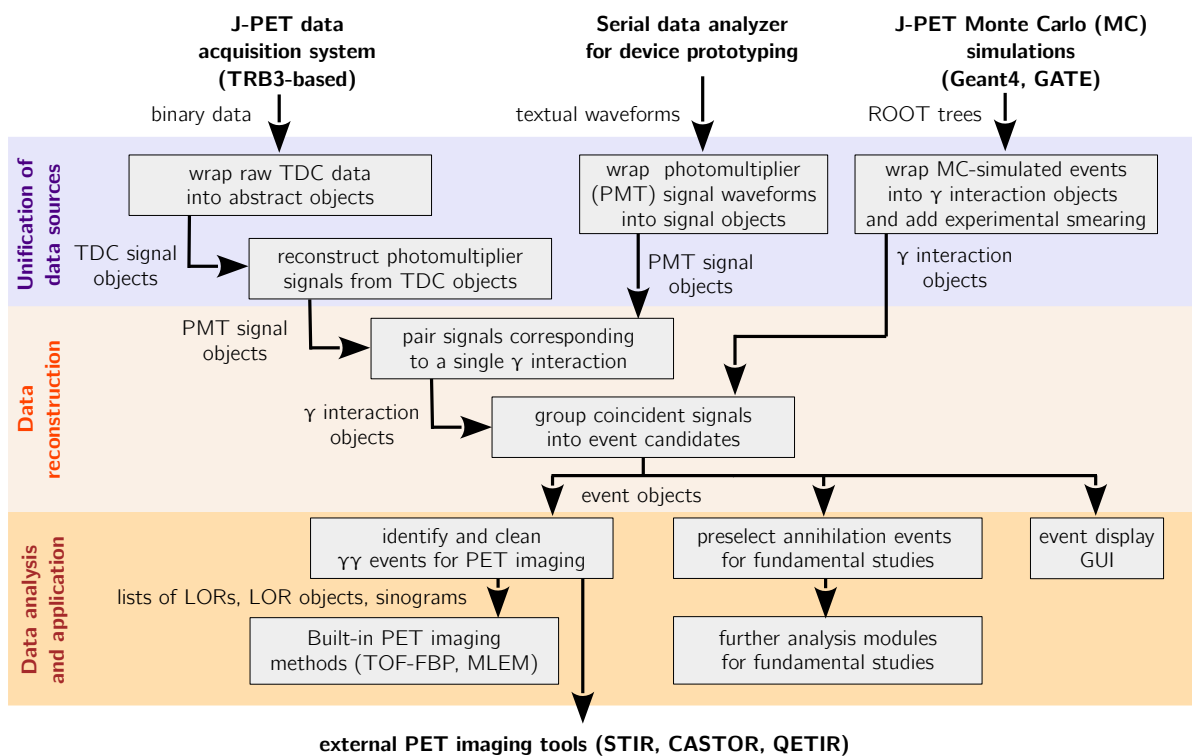 J-PET data
acquisition system
(TRB3-based)
Serial data analyzer
for device prototyping
J-PET Monte Carlo (MC)
simulations
(Geant4, GATE)
binary data
textual waveforms
ROOT trees
Unification of
data sources
wrap raw TDC data
into abstract objects
wrap photomultiplier
(PMT) signal waveforms
into signal objects
wrap MC-simulated events
into γ interaction objects
and add experimental smearing
TDC signal
objects
reconstruct photomultiplier
signals from TDC objects
PMT signal
objects
γ interaction
objects
Data
reconstruction
PMT signal
objects
pair signals corresponding
to a single γ interaction
γ interaction
objects
group coincident signals
into event candidates
event objects
Data analysis
and application
identify and clean
γγ events for PET imaging
preselect annihilation events
for fundamental studies
event display
GUI
lists of LORs, LOR objects, sinograms
Built-in PET imaging
methods (TOF-FBP, MLEM)
further analysis modules
for fundamental studies
external PET imaging tools (STIR, CASTOR, QETIR)